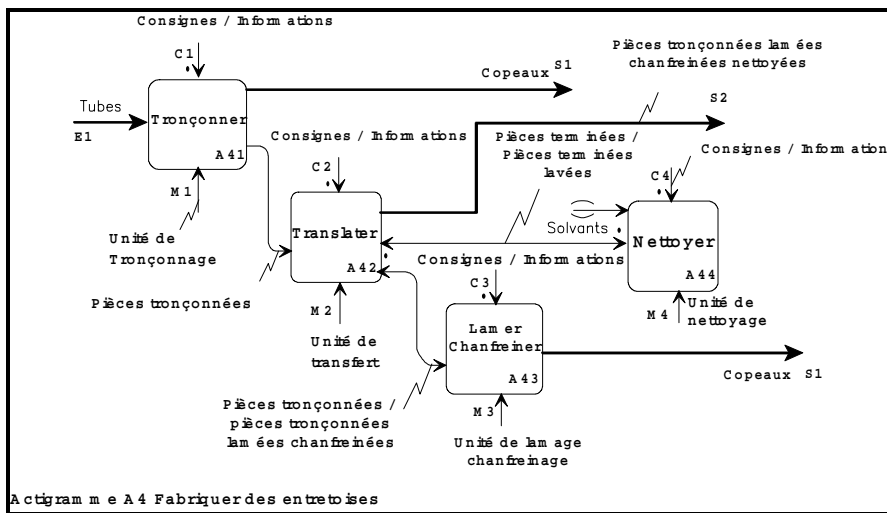 Consignes / Informations
C1
Copeaux S1
Pièces tronçonnées lamées
chanfreinées nettoyées
Tubes
E1
Tronçonner
A41
S2
Consignes / Informations
Pièces terminées /
Pièces terminées
lavées
Consignes / Information
M1
C2
C4
Unité de
Tronçonnage
Translater
A42
Solvants
Nettoyer
A44
Consignes / Informations
Pièces tronçonnées
M2
C3
M4
Unité de
nettoyage
Unité de
transfert
Lamer
Chanfreiner
A43
Copeaux S1
Pièces tronçonnées /
pièces tronçonnées
lamées chanfreinées
M3
Unité de lamage
chanfreinage
Actigramme A4 Fabriquer des entretoises